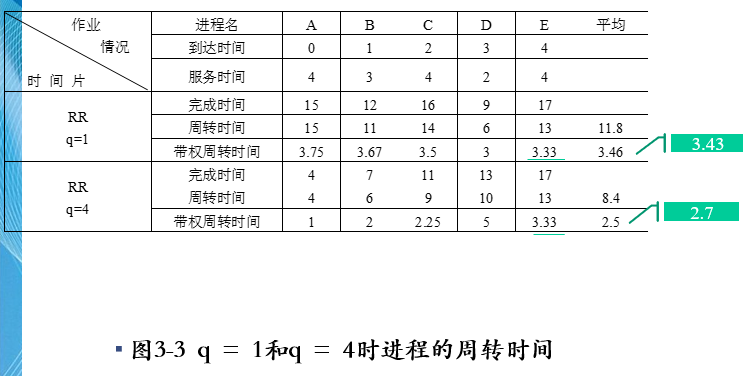 作业 进程名 A B C D E 平均
情况 到达时间 0 1 2 3 4
时 间 片 服务时间 4 3 4 2 4
RR 完成时间 15 12 16 9 17
q=1 周转时间 15 11 14 6 13 11.8
带权周转时间 3.75 3.67 3.5 3 3.33 3.46 3.43
RR 完成时间 4 7 11 13 17
q=4 周转时间 4 6 9 10 13 8.4
带权周转时间 1 2 2.25 5 3.33 2.5 2.7
▪ 图3-3 q = 1和q = 4时进程的周转时间